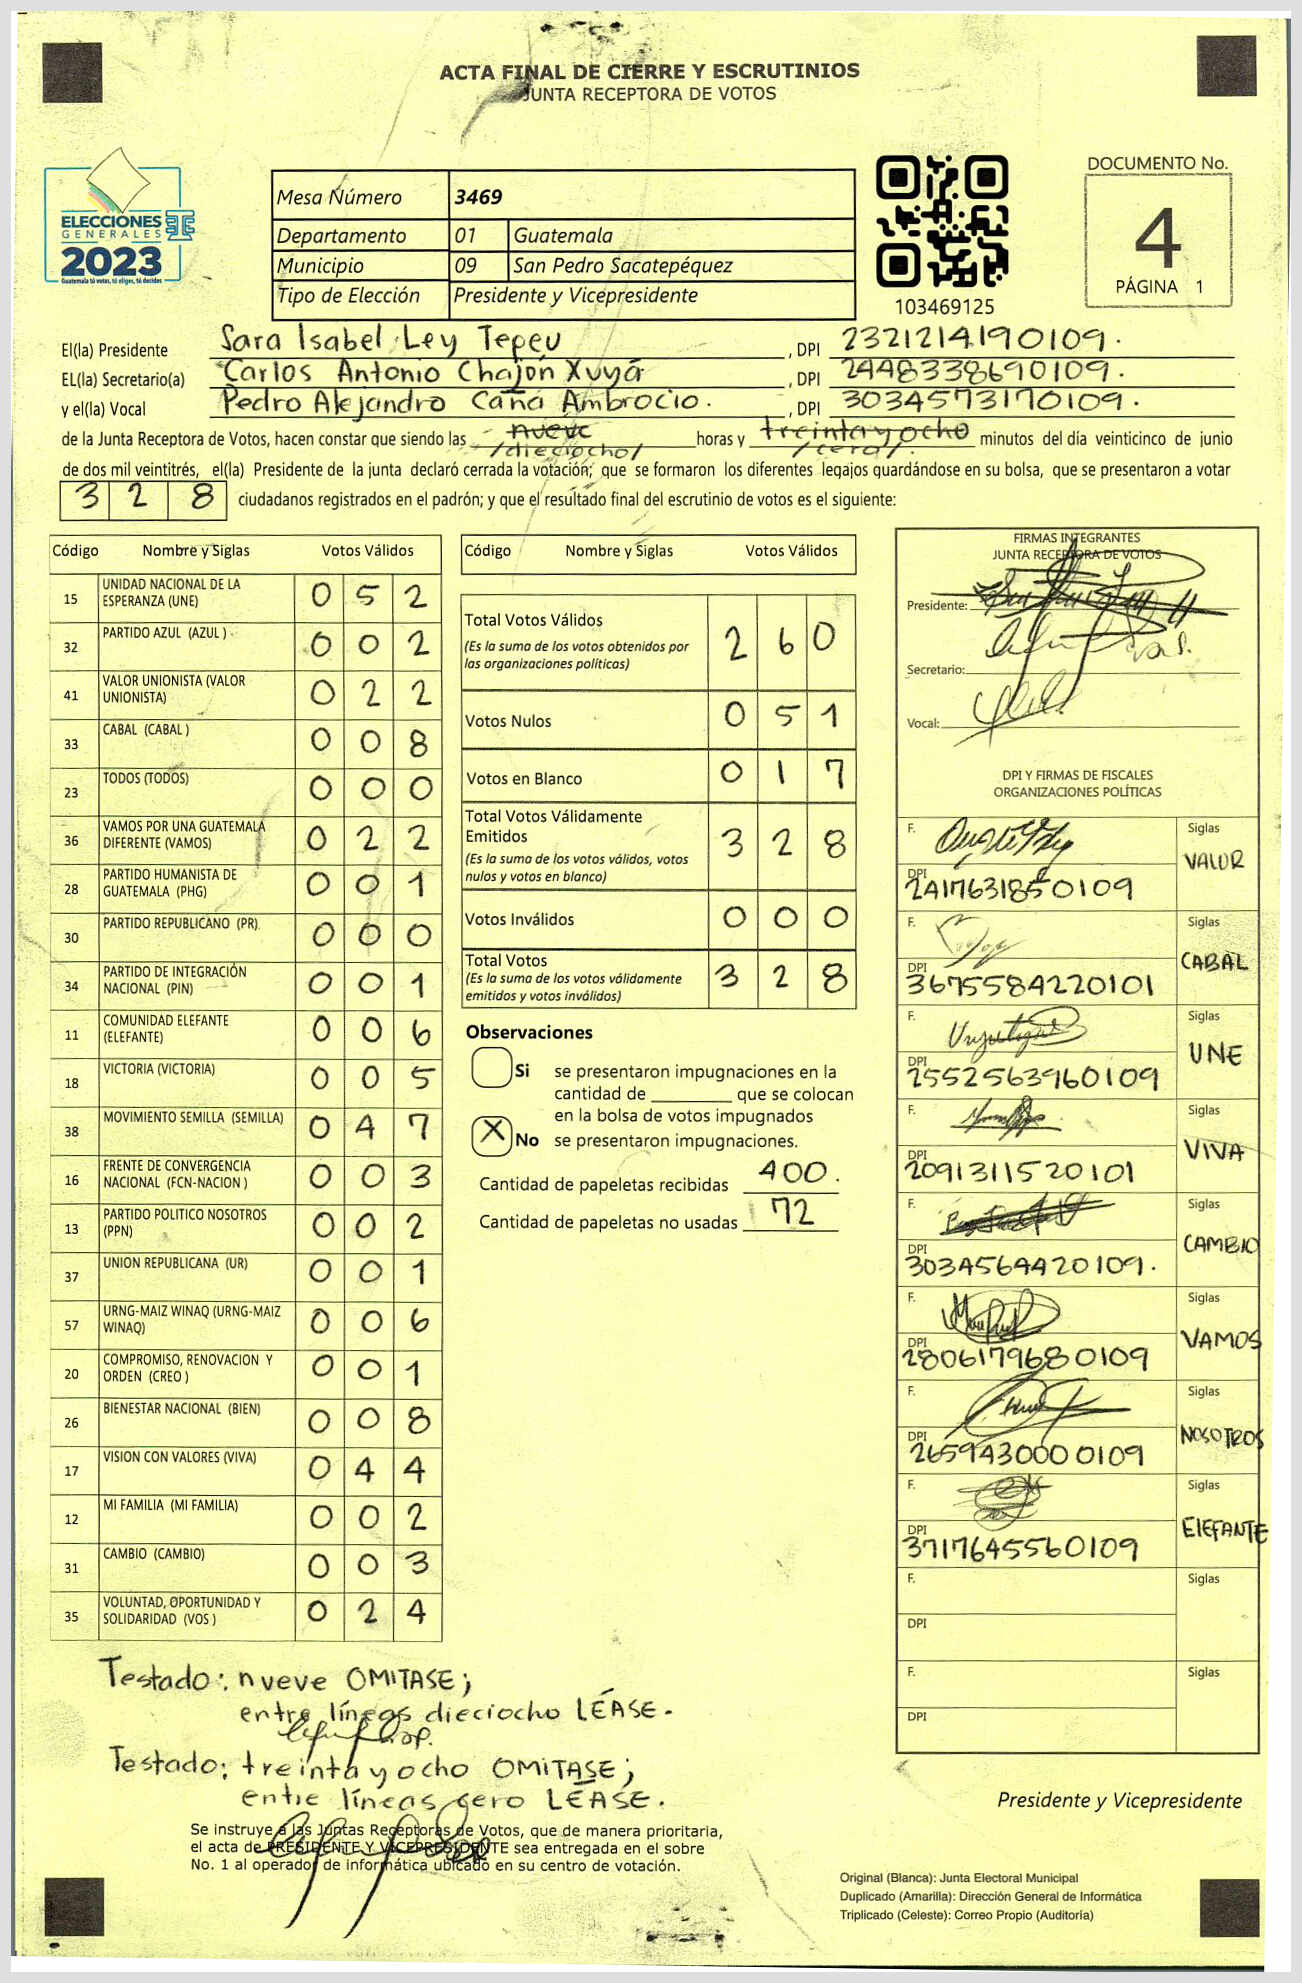 ACTA FINAL DE CIERRE Y ESCRUTINIOS
JUNTA RECEPTORA DE VOTOS
ELECCIONES
GENERALES
2023
Guatemala tú votas, tú eliges, tú decides
Mesa Número 3469
Departamento 01 Guatemala
Municipio 09 San Pedro Sacatepéquez
Tipo de Elección Presidente y Vicepresidente
103469125
DOCUMENTO No.
4
PÁGINA 1
El(la) Presidente Sara Isabel Ley Tepeu, DPI 2321214190109.
EL(la) Secretario(a) Carlos Antonio Chajón Xuyá, DPI 2448338690109.
y el(la) Vocal Pedro Alejandro Caná Ambrocio., DPI 3034573170109.
de la Junta Receptora de Votos, hacen constar que siendo las nueve /dieciocho/ horas y treinta y ocho /cero/. minutos del día veinticinco de junio
de dos mil veintitrés, el(la) Presidente de la junta declaró cerrada la votación; que se formaron los diferentes legajos guardándose en su bolsa, que se presentaron a votar
3 2 8 ciudadanos registrados en el padrón; y que el resultado final del escrutinio de votos es el siguiente:
Código Nombre y Siglas Votos Válidos
15 UNIDAD NACIONAL DE LA ESPERANZA (UNE) 0 5 2
32 PARTIDO AZUL (AZUL ) 0 0 2
41 VALOR UNIONISTA (VALOR UNIONISTA) 0 2 2
33 CABAL (CABAL ) 0 0 8
23 TODOS (TODOS) 0 0 0
36 VAMOS POR UNA GUATEMALA DIFERENTE (VAMOS) 0 2 2
28 PARTIDO HUMANISTA DE GUATEMALA (PHG) 0 0 1
30 PARTIDO REPUBLICANO (PR) 0 0 0
34 PARTIDO DE INTEGRACIÓN NACIONAL (PIN) 0 0 1
11 COMUNIDAD ELEFANTE (ELEFANTE) 0 0 6
18 VICTORIA (VICTORIA) 0 0 5
38 MOVIMIENTO SEMILLA (SEMILLA) 0 4 7
16 FRENTE DE CONVERGENCIA NACIONAL (FCN-NACION ) 0 0 3
13 PARTIDO POLITICO NOSOTROS (PPN) 0 0 2
37 UNION REPUBLICANA (UR) 0 0 1
57 URNG-MAIZ WINAQ (URNG-MAIZ WINAQ) 0 0 6
20 COMPROMISO, RENOVACION Y ORDEN (CREO ) 0 0 1
26 BIENESTAR NACIONAL (BIEN) 0 0 8
17 VISION CON VALORES (VIVA) 0 4 4
12 MI FAMILIA (MI FAMILIA) 0 0 2
31 CAMBIO (CAMBIO) 0 0 3
35 VOLUNTAD, OPORTUNIDAD Y SOLIDARIDAD (VOS ) 0 2 4
Código Nombre y Siglas Votos Válidos
Total Votos Válidos 2 6 0
(Es la suma de los votos obtenidos por
las organizaciones políticas)
Votos Nulos 0 5 1
Votos en Blanco 0 1 7
Total Votos Válidamente
Emitidos 3 2 8
(Es la suma de los votos válidos, votos
nulos y votos en blanco)
Votos Inválidos 0 0 0
Total Votos 3 2 8
(Es la suma de los votos válidamente
emitidos y votos inválidos)
Observaciones
Si se presentaron impugnaciones en la
cantidad de ________ que se colocan
en la bolsa de votos impugnados
X No se presentaron impugnaciones.
Cantidad de papeletas recibidas 400.
Cantidad de papeletas no usadas 72
FIRMAS INTEGRANTES
JUNTA RECEPTORA DE VOTOS
Presidente:
Secretario:
Vocal:
DPI Y FIRMAS DE FISCALES
ORGANIZACIONES POLÍTICAS
F. Siglas
VALOR
DPI 2417631850109
F. Siglas
CABAL
DPI 3675584220101
F. Siglas
UNE
DPI 2552563960109
F. Siglas
VIVA
DPI 2091311520101
F. Siglas
CAMBIO
DPI 3034564420109.
F. Siglas
VAMOS
DPI 2806179680109
F. Siglas
NOSOTROS
DPI 2659430000109
F. Siglas
ElEFANTE
DPI 3717645560109
F. Siglas
DPI
F. Siglas
DPI
Testado: nueve OMITASE;
entre líneas dieciocho LÉASE.
Testado: treinta y ocho OMITASE;
entre líneas cero LÉASE.
Se instruye a las Juntas Receptoras de Votos, que de manera prioritaria,
el acta de PRESIDENTE Y VICEPRESIDENTE sea entregada en el sobre
No. 1 al operador de informática ubicado en su centro de votación.
Presidente y Vicepresidente
Original (Blanca): Junta Electoral Municipal
Duplicado (Amarilla): Dirección General de Informática
Triplicado (Celeste): Correo Propio (Auditoría)